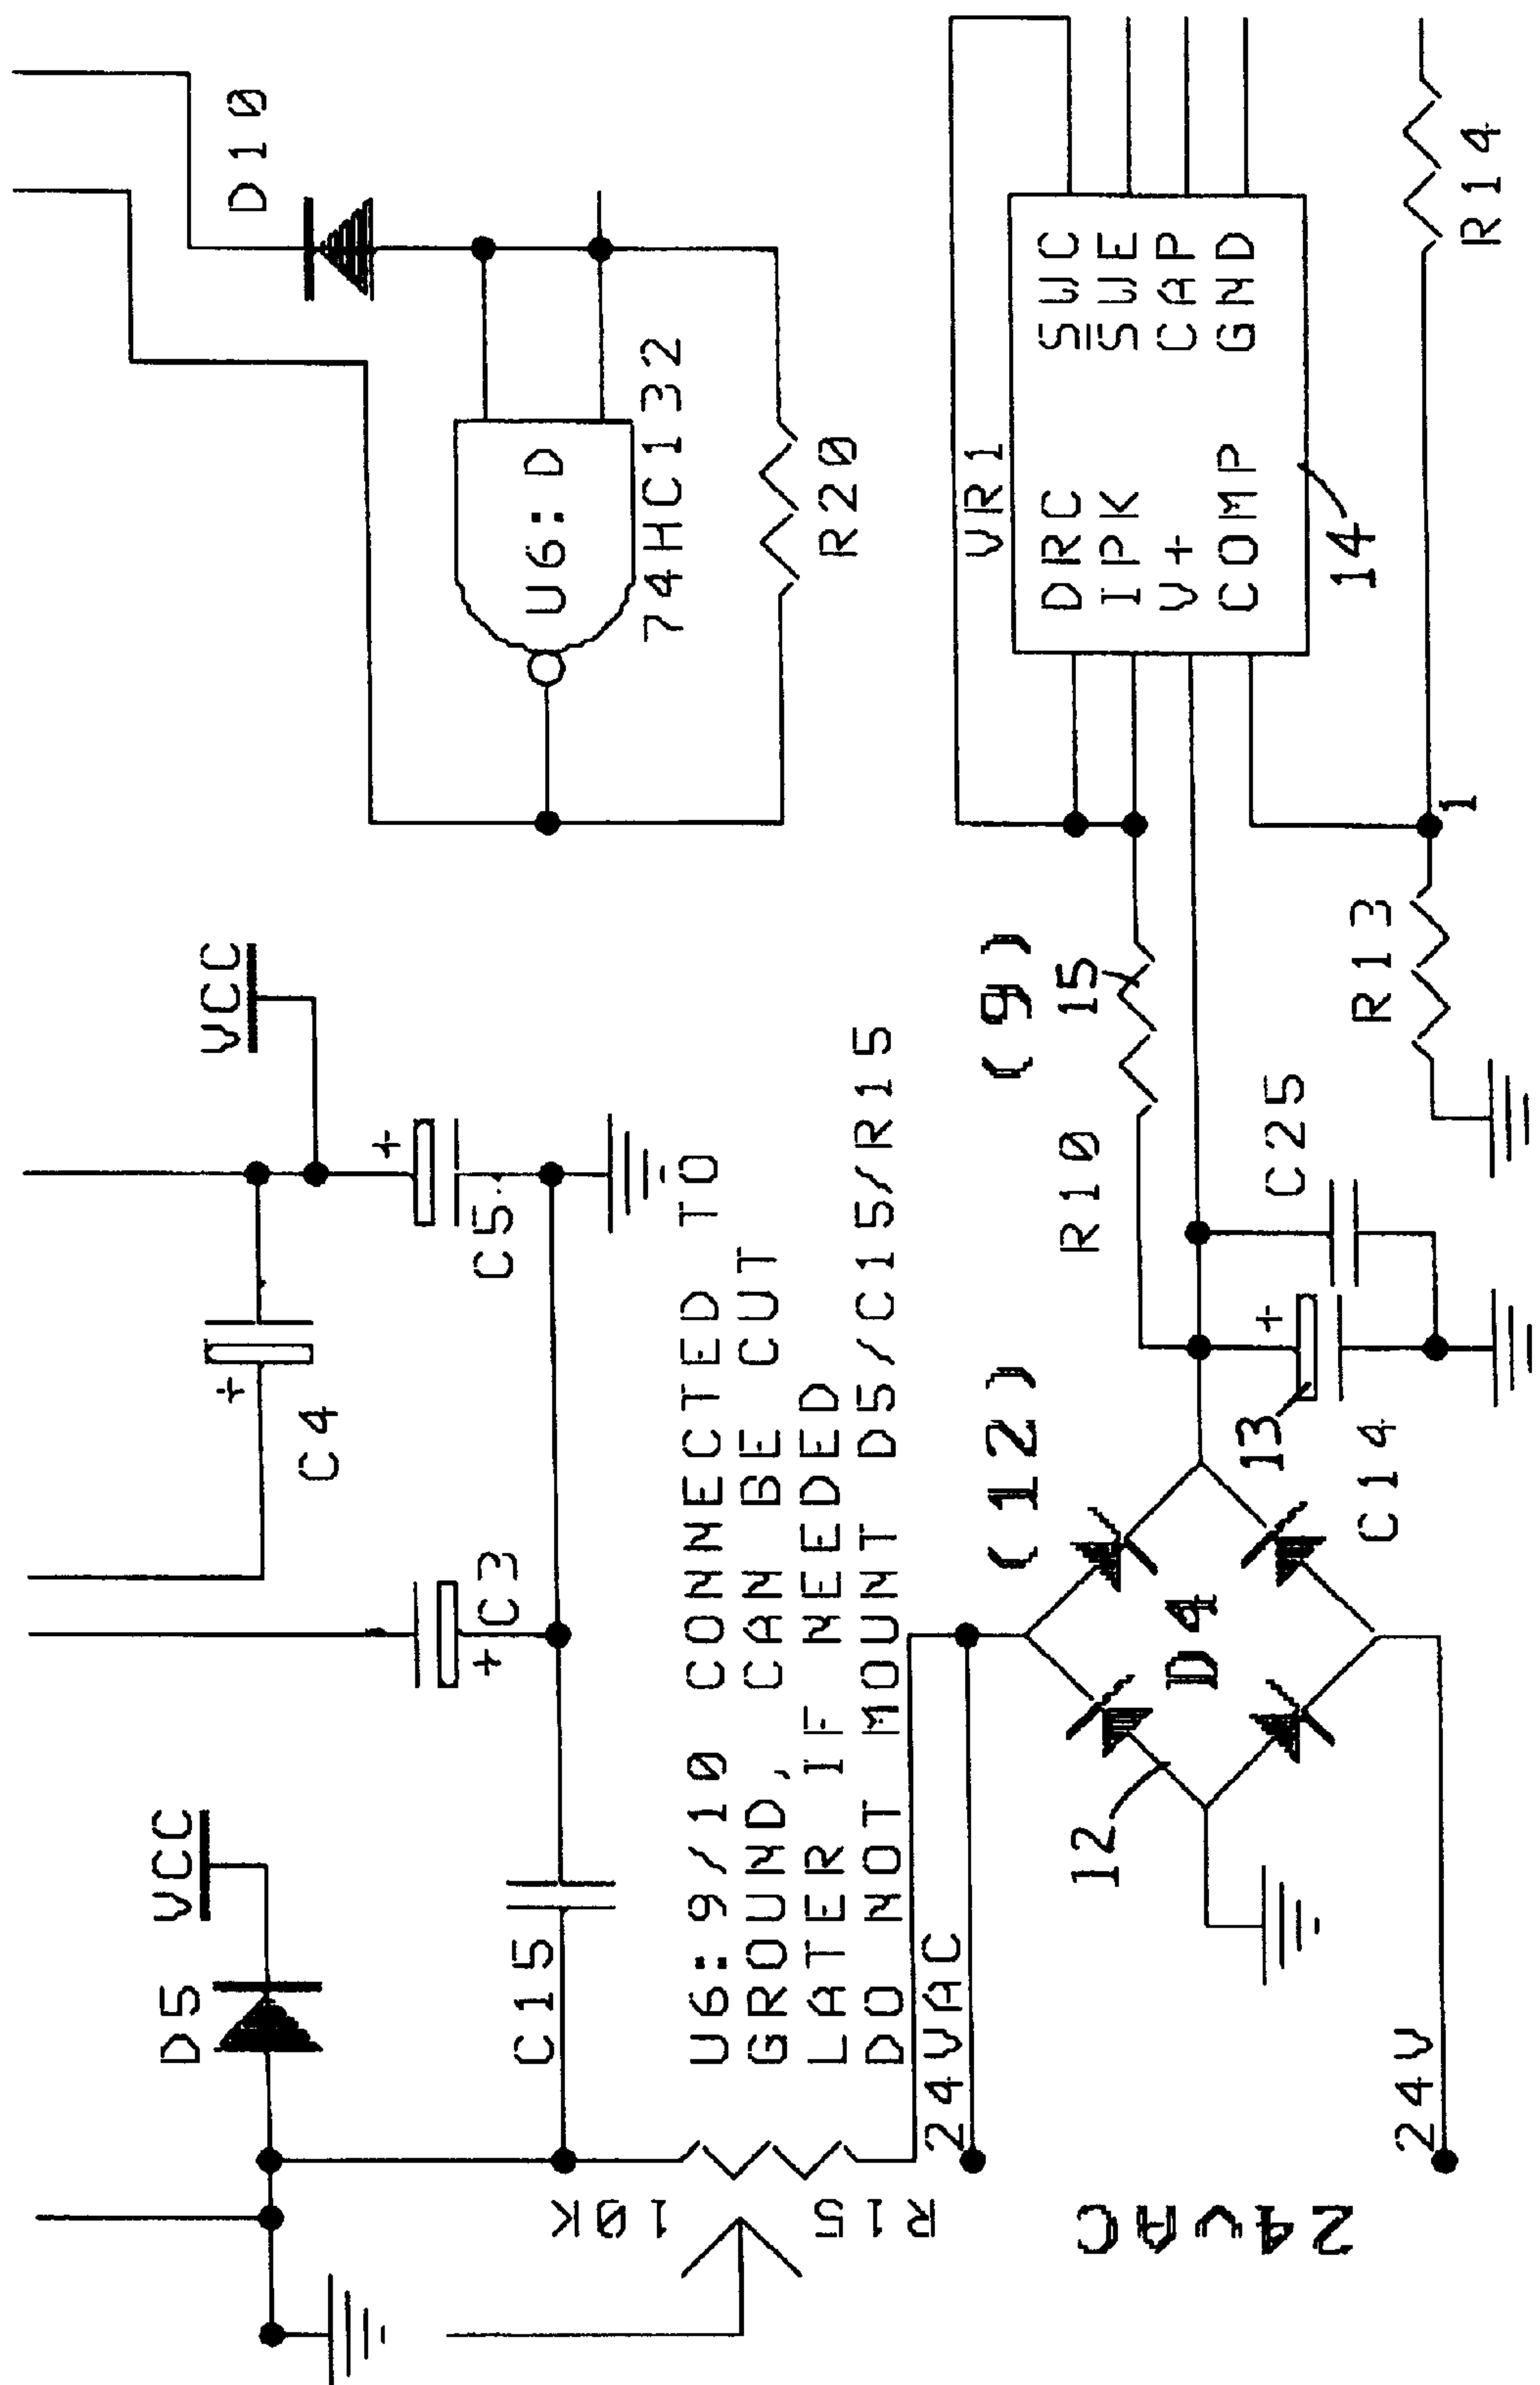 VCC
D5
VCC
C4
C3
C5
C15
D10
U6:D
74HC132
R20
10K
R15
U6:9/10 CONNECTED TO
GROUND, CAN BE CUT
LATER IF NEEDED
DO NOT MOUNT D5/C15/R15
24VAC
24VAC
24V
12
D4
(12)
13
C14
C25
R10
15
(9)
R13
1
VR1
DRC SWC
IPK SWE
V+ CAP
COMP GND
14
R14